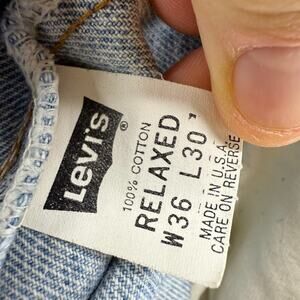 Levi's®
100% COTTON
RELAXED
W36 L30"
MADE IN U.S.A.
CARE ON REVERSE